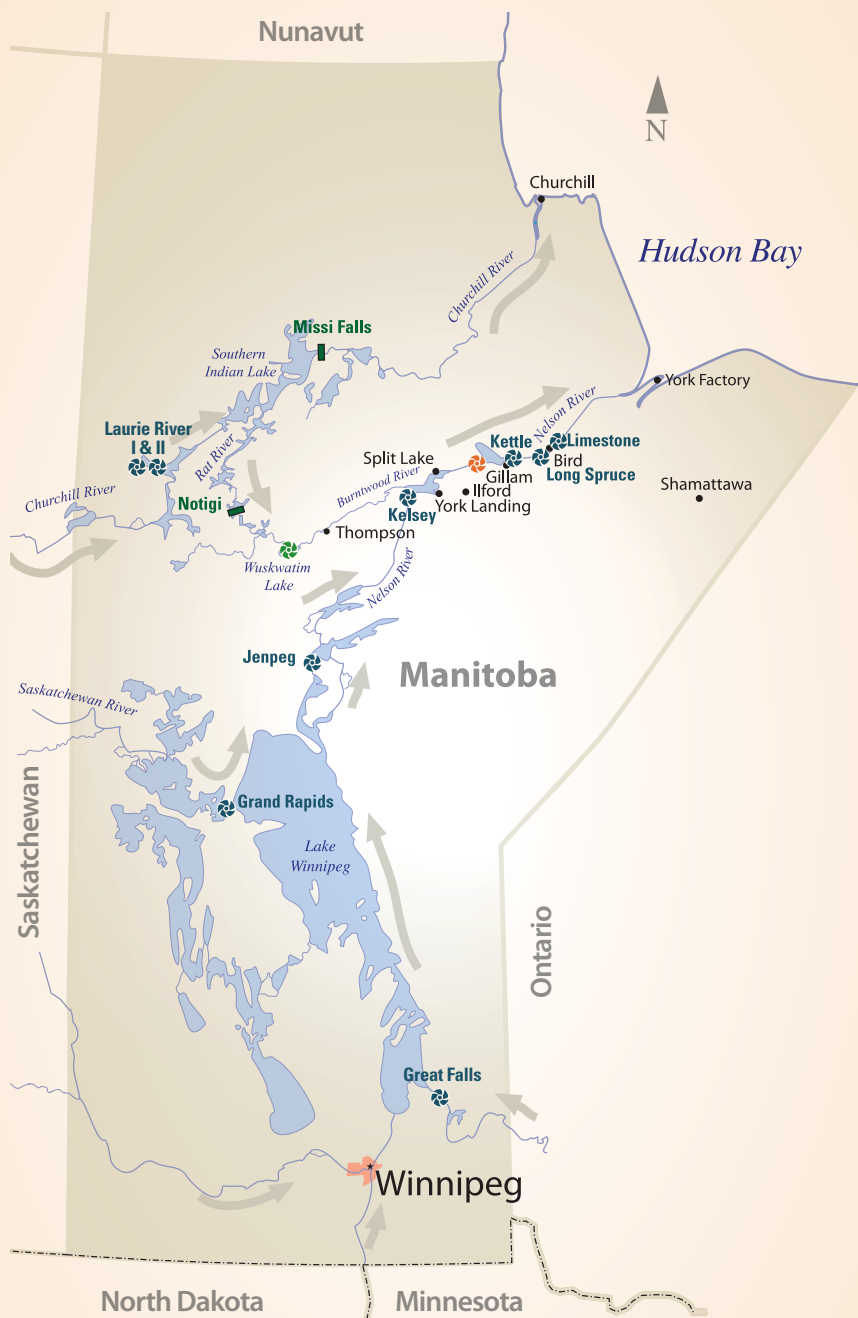 Nunavut
N
Churchill
Hudson Bay
Churchill River
Missi Falls
Southern
Indian Lake
York Factory
Nelson River
Laurie River
I & II
Rat River
Kettle
Limestone
Bird
Long Spruce
Split Lake
Gillam
Ilford
York Landing
Shamattawa
Churchill River
Notigi
Burntwood River
Kelsey
Thompson
Wuskwatim
Lake
Nelson River
Jenpeg
Manitoba
Saskatchewan River
Saskatchewan
Grand Rapids
Lake
Winnipeg
Ontario
Great Falls
Winnipeg
North Dakota
Minnesota